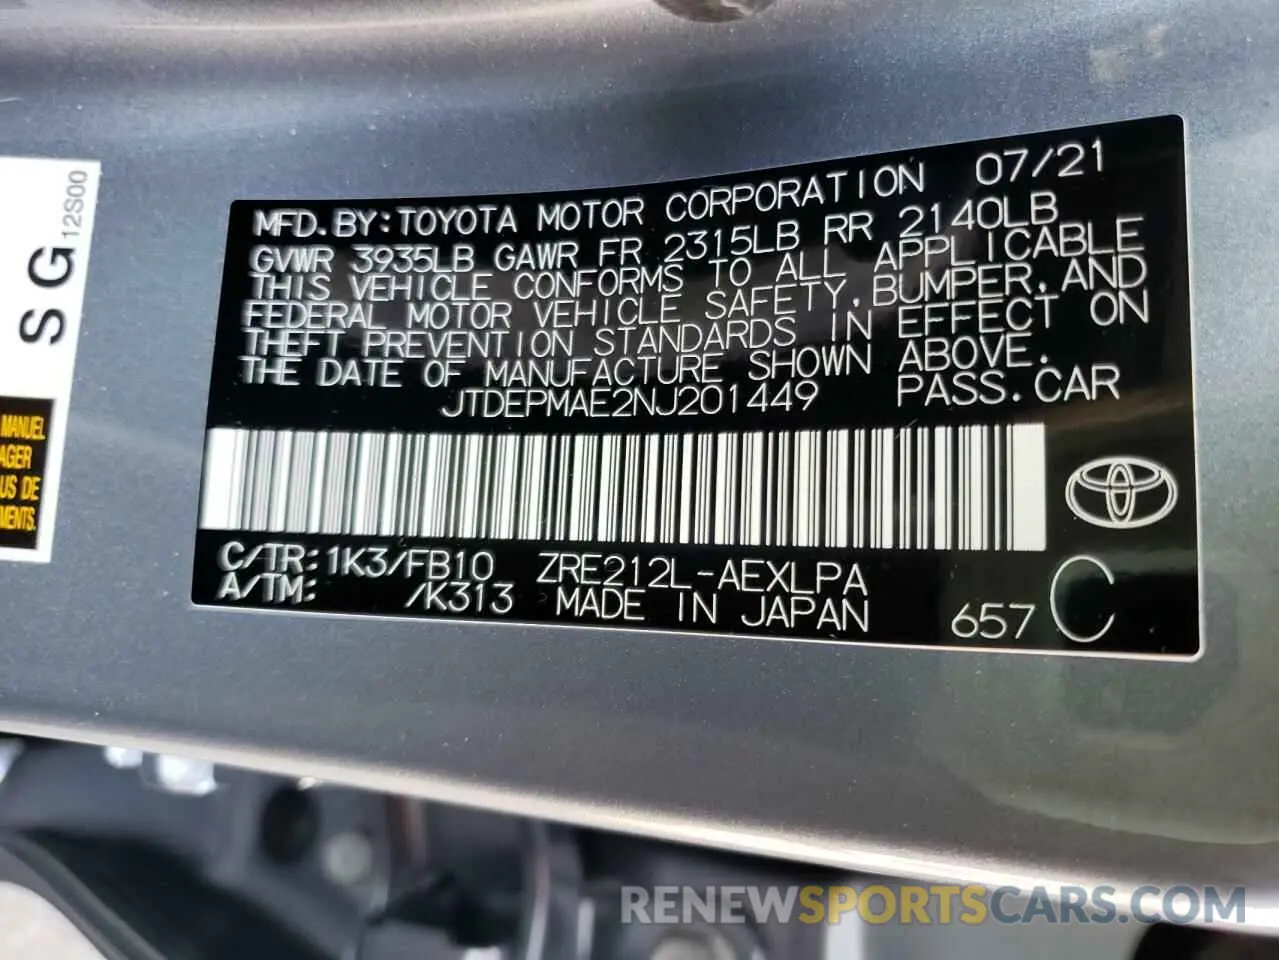 MFD. BY: TOYOTA MOTOR CORPORATION 07/21
GVWR 3935LB GAWR FR 2315LB RR 2140LB
THIS VEHICLE CONFORMS TO ALL APPLICABLE
FEDERAL MOTOR VEHICLE SAFETY, BUMPER, AND
THEFT PREVENTION STANDARDS IN EFFECT ON
THE DATE OF MANUFACTURE SHOWN ABOVE.
JTDEPMAE2NJ201449 PASS. CAR
C/TR: 1K3/FB10 ZRE212L-AEXLPA
A/TM: /K313 MADE IN JAPAN 657 C
SG 12S00
MANUEL
AGER
US DE
MENTS.
RENEWSPORTSCARS.COM